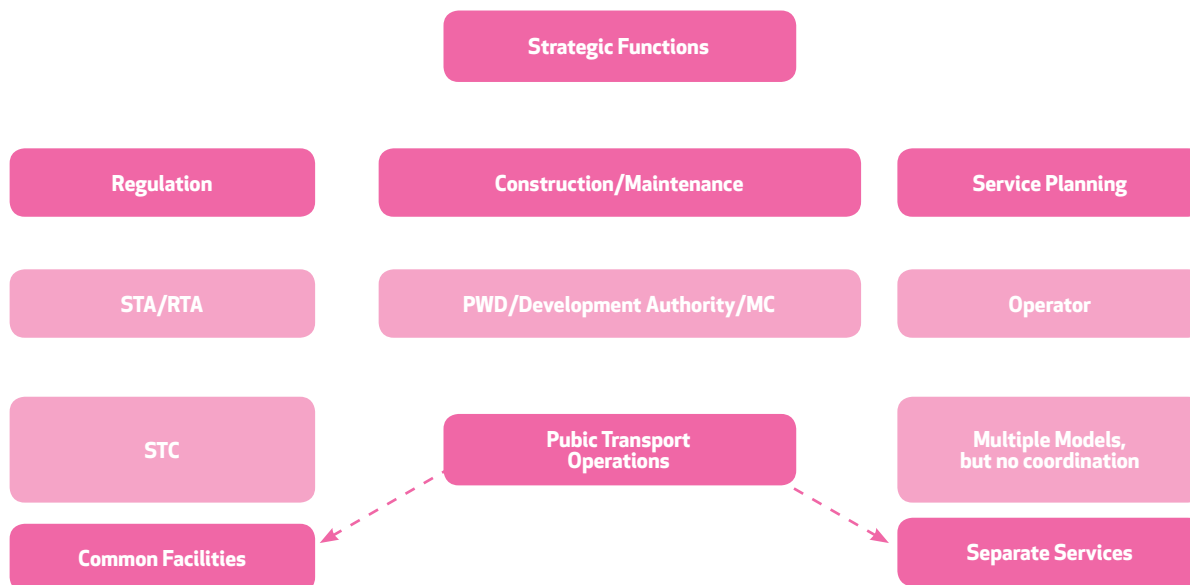 Strategic Functions
Regulation
Construction/Maintenance
Service Planning
STA/RTA
PWD/Development Authority/MC
Operator
STC
Pubic Transport
Operations
Multiple Models,
but no coordination
Common Facilities
Separate Services